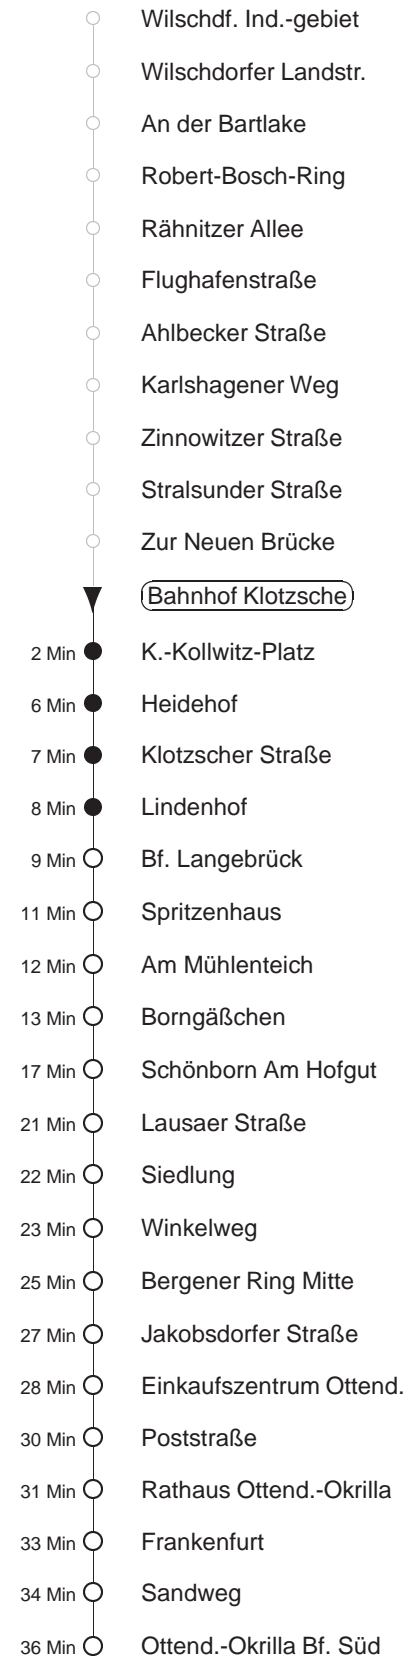 Wilschdf. Ind.-gebiet
Wilschdorfer Landstr.
An der Bartlake
Robert-Bosch-Ring
Rähnitzer Allee
Flughafenstraße
Ahlbecker Straße
Karlshagener Weg
Zinnowitzer Straße
Stralsunder Straße
Zur Neuen Brücke
Bahnhof Klotzsche
2 Min K.-Kollwitz-Platz
6 Min Heidehof
7 Min Klotzscher Straße
8 Min Lindenhof
9 Min Bf. Langebrück
11 Min Spritzenhaus
12 Min Am Mühlenteich
13 Min Borngäßchen
17 Min Schönborn Am Hofgut
21 Min Lausaer Straße
22 Min Siedlung
23 Min Winkelweg
25 Min Bergener Ring Mitte
27 Min Jakobsdorfer Straße
28 Min Einkaufszentrum Ottend.
30 Min Poststraße
31 Min Rathaus Ottend.-Okrilla
33 Min Frankenfurt
34 Min Sandweg
36 Min Ottend.-Okrilla Bf. Süd